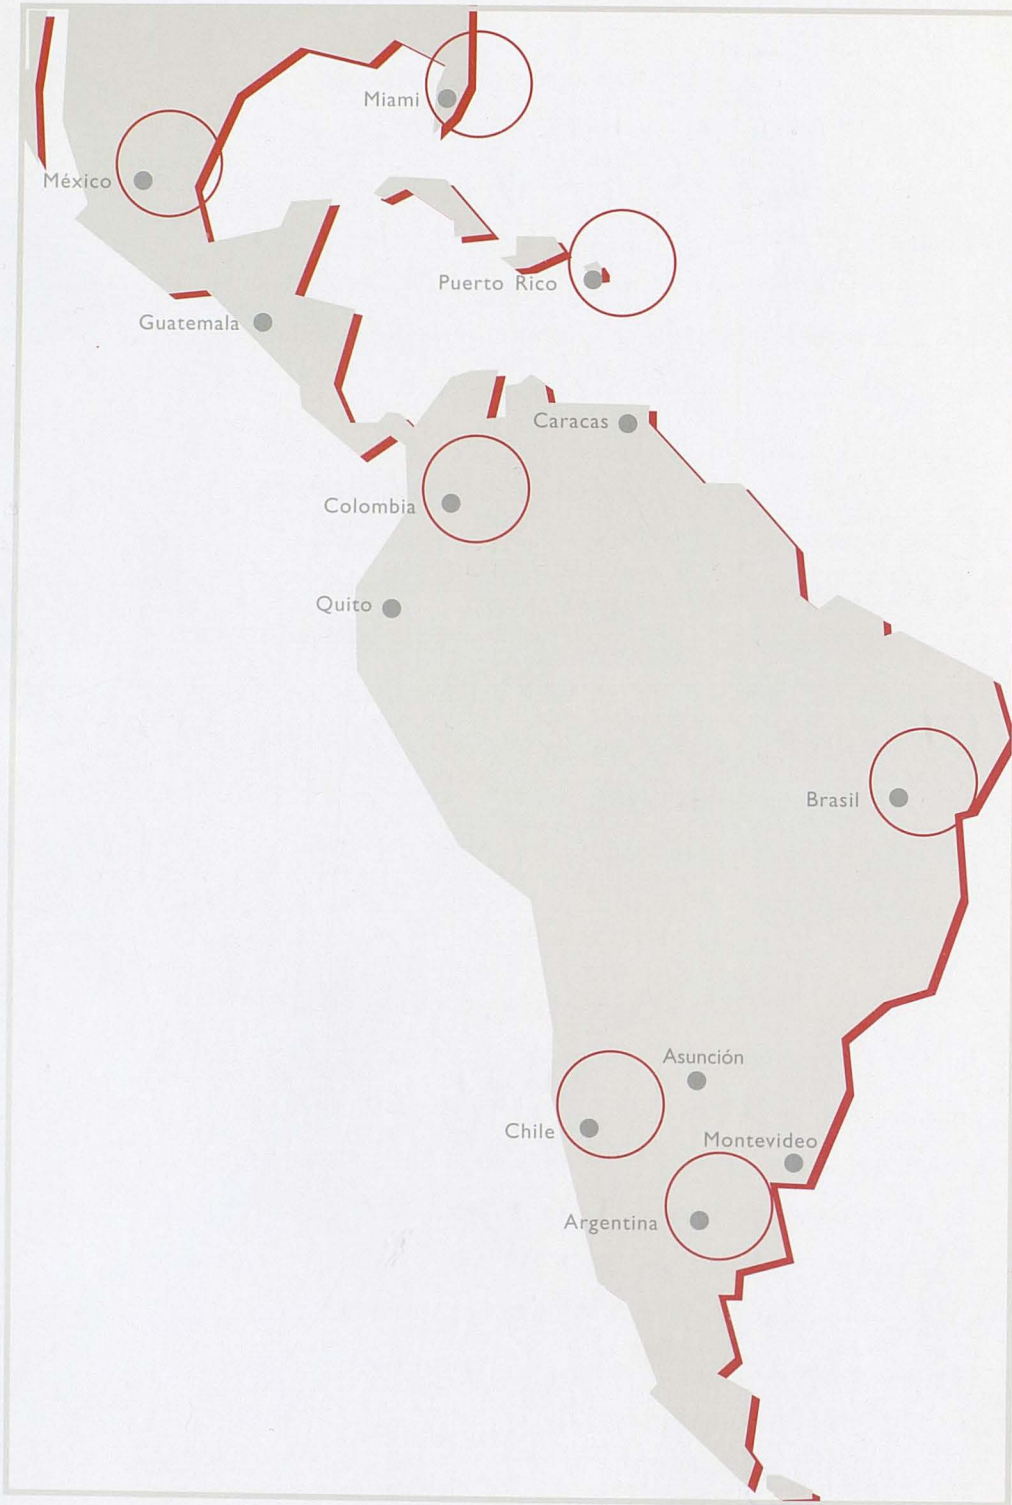 Miami
México
Puerto Rico
Guatemala
Caracas
Colombia
Quito
Brasil
Asunción
Chile
Montevideo
Argentina